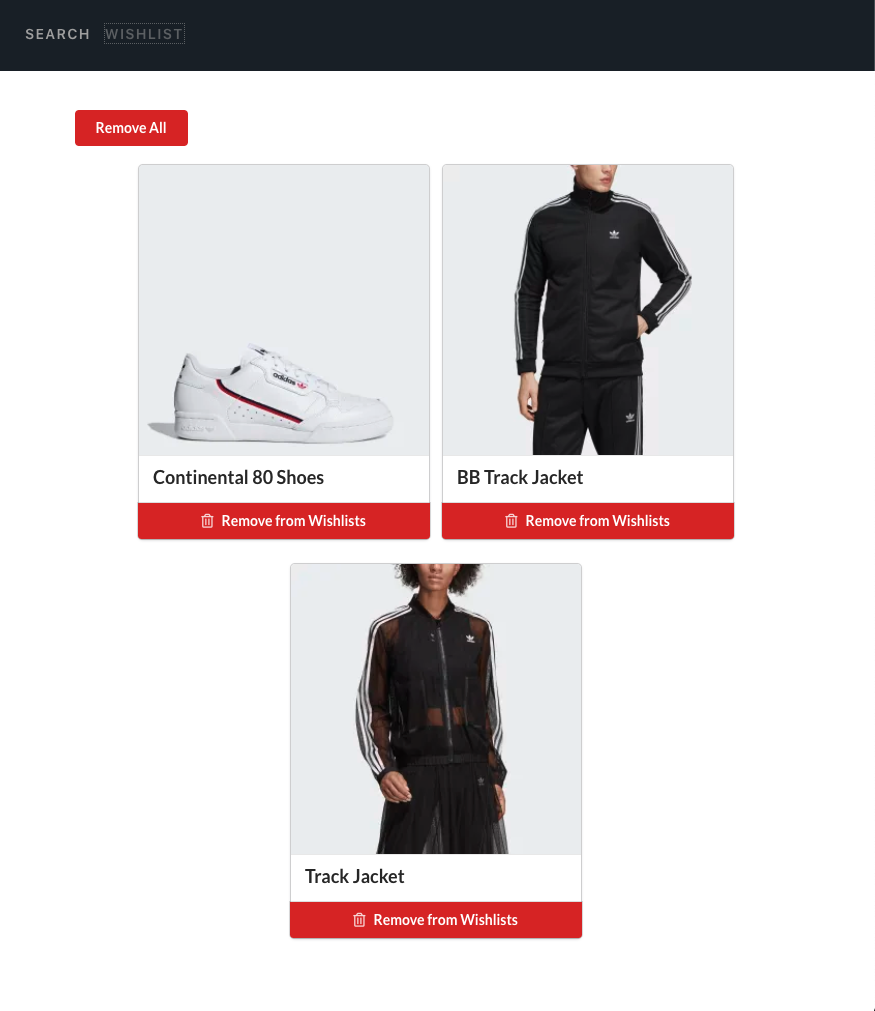 SEARCH WISHLIST
Remove All
adidas
Continental 80 Shoes
BB Track Jacket
Remove from Wishlists
Remove from Wishlists
Track Jacket
Remove from Wishlists